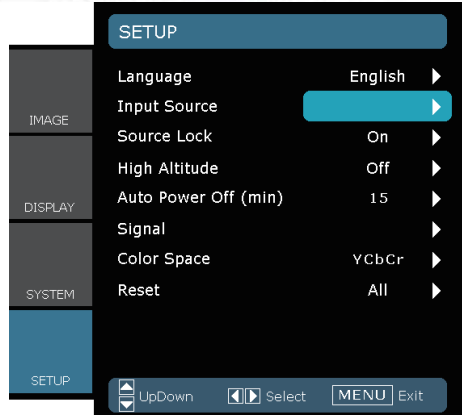 SETUP
Language English
Input Source
Source Lock On
High Altitude Off
Auto Power Off (min) 15
Signal
Color Space YCbCr
Reset All
IMAGE
DISPLAY
SYSTEM
SETUP
UpDown Select MENU Exit